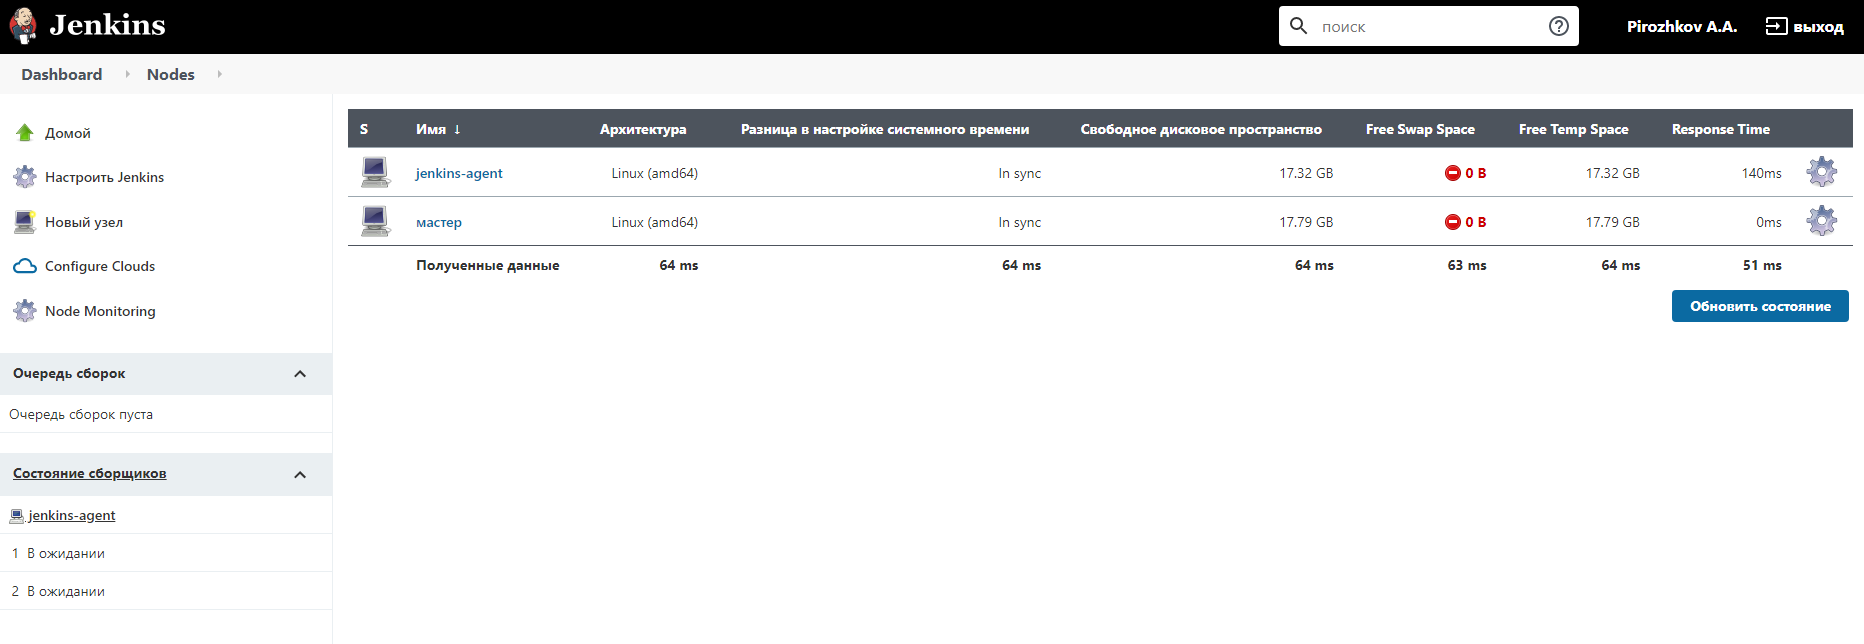 Jenkins
поиск
Pirozhkov A.A.
выход
Dashboard Nodes
Домой
Настроить Jenkins
Новый узел
Configure Clouds
Node Monitoring
Очередь сборок
Очередь сборок пуста
Состояние сборщиков
jenkins-agent
1 В ожидании
2 В ожидании
S Имя ↓ Архитектура Разница в настройке системного времени Свободное дисковое пространство Free Swap Space Free Temp Space Response Time
jenkins-agent Linux (amd64) In sync 17.32 GB 0 B 17.32 GB 140ms
мастер Linux (amd64) In sync 17.79 GB 0 B 17.79 GB 0ms
Полученные данные 64 ms 64 ms 64 ms 63 ms 64 ms 51 ms
Обновить состояние